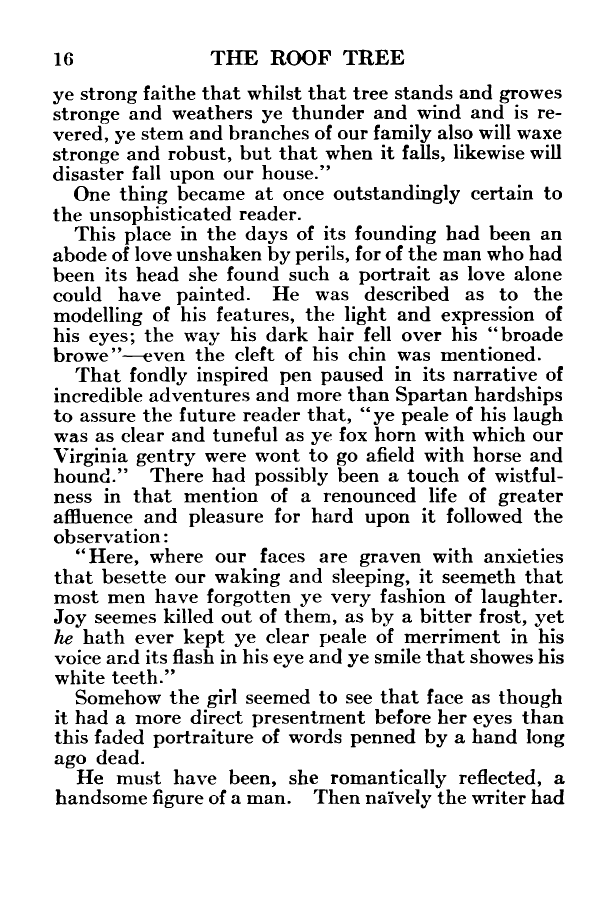 16 THE ROOF TREE
ye strong faithe that whilst that tree stands and growes
stronge and weathers ye thunder and wind and is re-
vered, ye stem and branches of our family also will waxe
stronge and robust, but that when it falls, likewise will
disaster fall upon our house."
One thing became at once outstandingly certain to
the unsophisticated reader.
This place in the days of its founding had been an
abode of love unshaken by perils, for of the man who had
been its head she found such a portrait as love alone
could have painted. He was described as to the
modelling of his features, the light and expression of
his eyes; the way his dark hair fell over his "broade
browe"—even the cleft of his chin was mentioned.
That fondly inspired pen paused in its narrative of
incredible adventures and more than Spartan hardships
to assure the future reader that, "ye peale of his laugh
was as clear and tuneful as ye fox horn with which our
Virginia gentry were wont to go afield with horse and
hound." There had possibly been a touch of wistful-
ness in that mention of a renounced life of greater
affluence and pleasure for hard upon it followed the
observation:
"Here, where our faces are graven with anxieties
that besette our waking and sleeping, it seemeth that
most men have forgotten ye very fashion of laughter.
Joy seemes killed out of them, as by a bitter frost, yet
he hath ever kept ye clear peale of merriment in his
voice and its flash in his eye and ye smile that showes his
white teeth."
Somehow the girl seemed to see that face as though
it had a more direct presentment before her eyes than
this faded portraiture of words penned by a hand long
ago dead.
He must have been, she romantically reflected, a
handsome figure of a man. Then naïvely the writer had